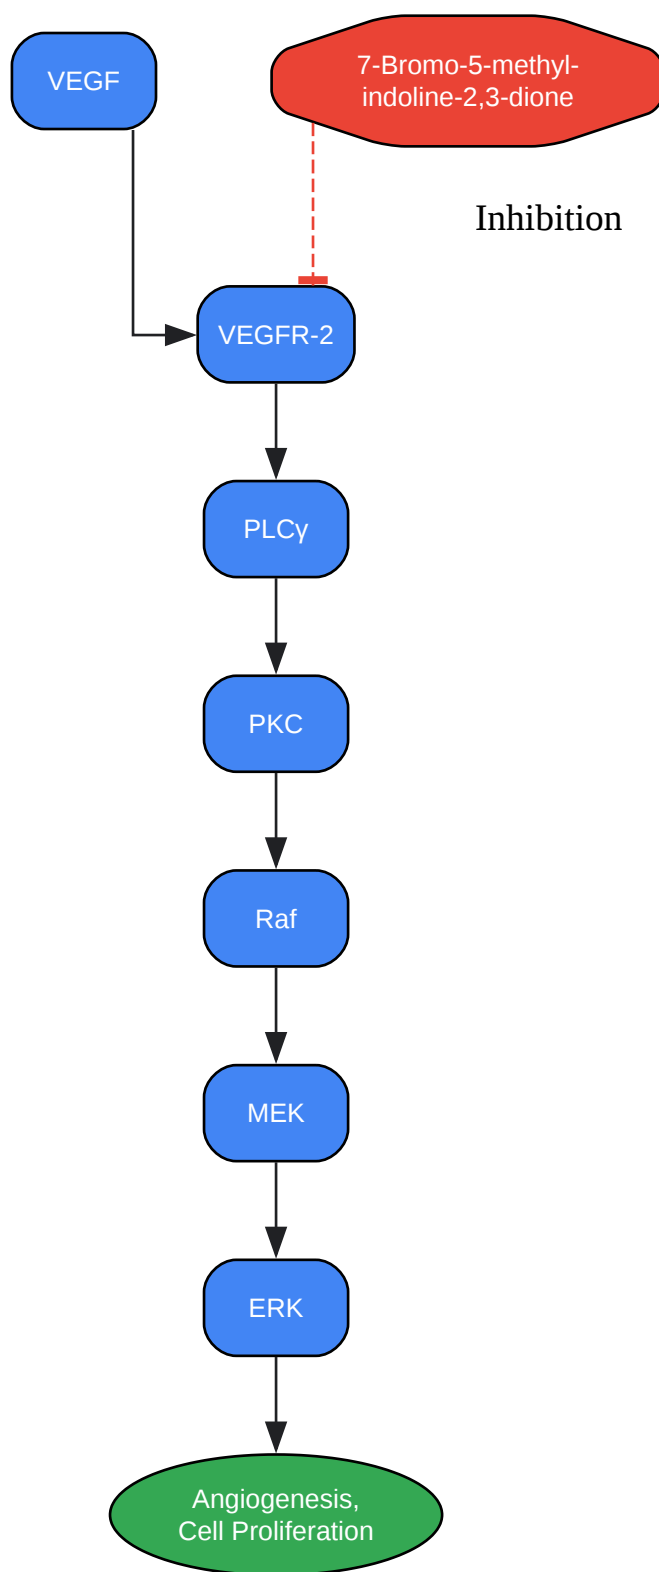 VEGF
7-Bromo-5-methyl-
indoline-2,3-dione
Inhibition
VEGFR-2
PLCγ
PKC
Raf
MEK
ERK
Angiogenesis,
Cell Proliferation